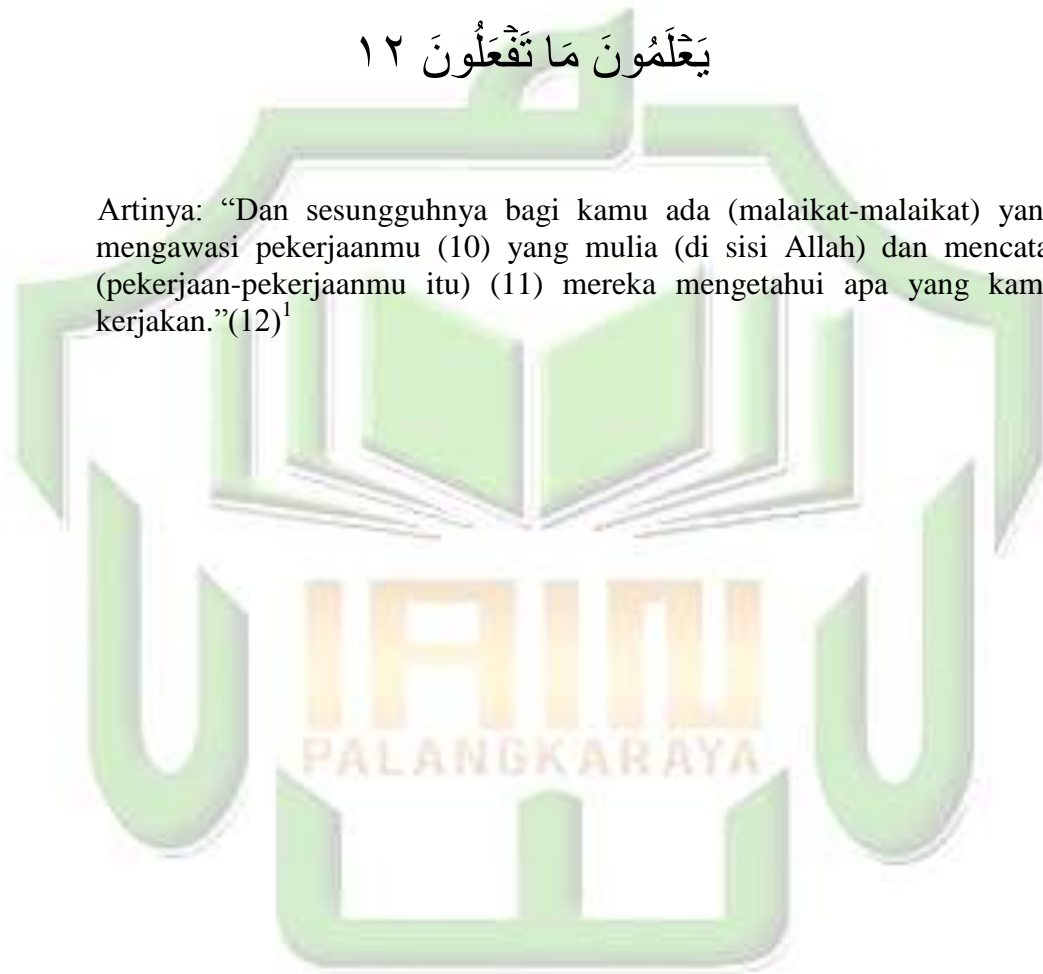 يَعۡلَمُونَ مَا تَفۡعَلُونَ ١٢
Artinya: “Dan sesungguhnya bagi kamu ada (malaikat-malaikat) yan
mengawasi pekerjaanmu (10) yang mulia (di sisi Allah) dan mencata
(pekerjaan-pekerjaanmu itu) (11) mereka mengetahui apa yang kam
kerjakan.”(12)1
IAIN
PALANGKARAYA